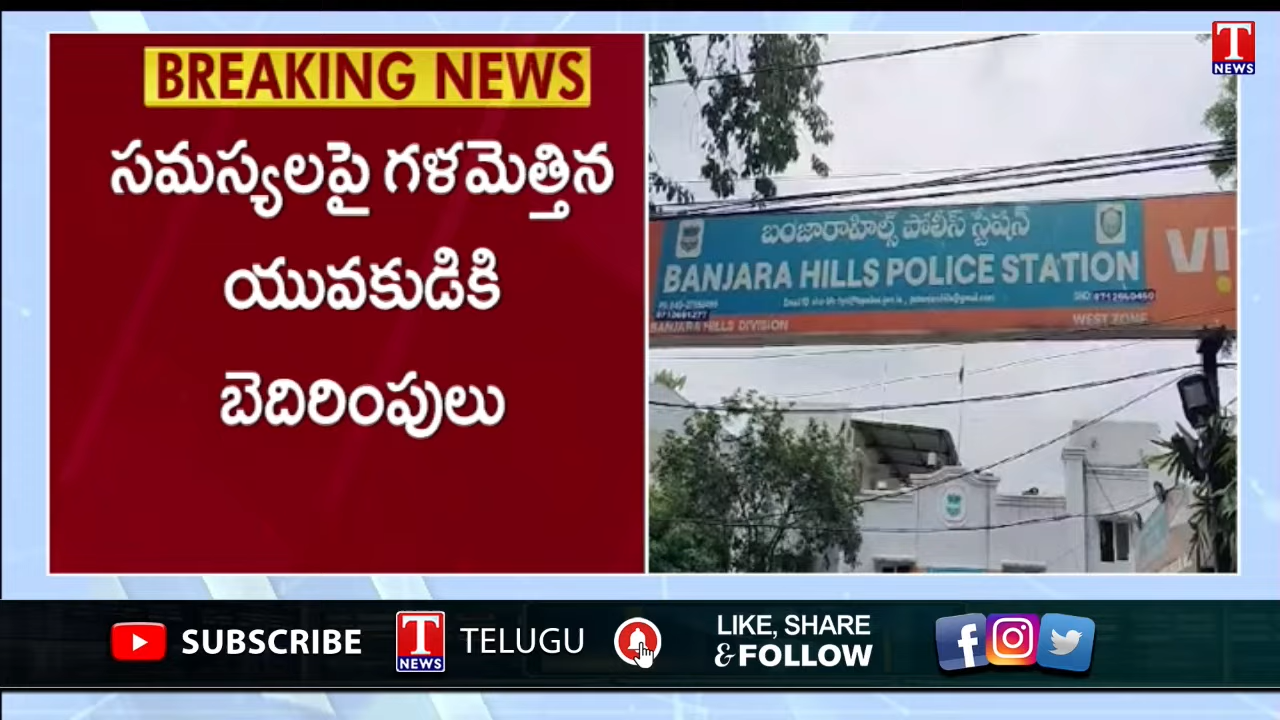 BREAKING NEWS
సమస్యలపై గళమెత్తిన
యువకుడికి
బెదిరింపులు
T
NEWS
బంజారాహిల్స్ పోలీస్ స్టేషన్
BANJARA HILLS POLICE STATION
BANJARA HILLS DIVISION
WEST ZONE
SUBSCRIBE
T
NEWS
TELUGU
LIKE, SHARE
& FOLLOW